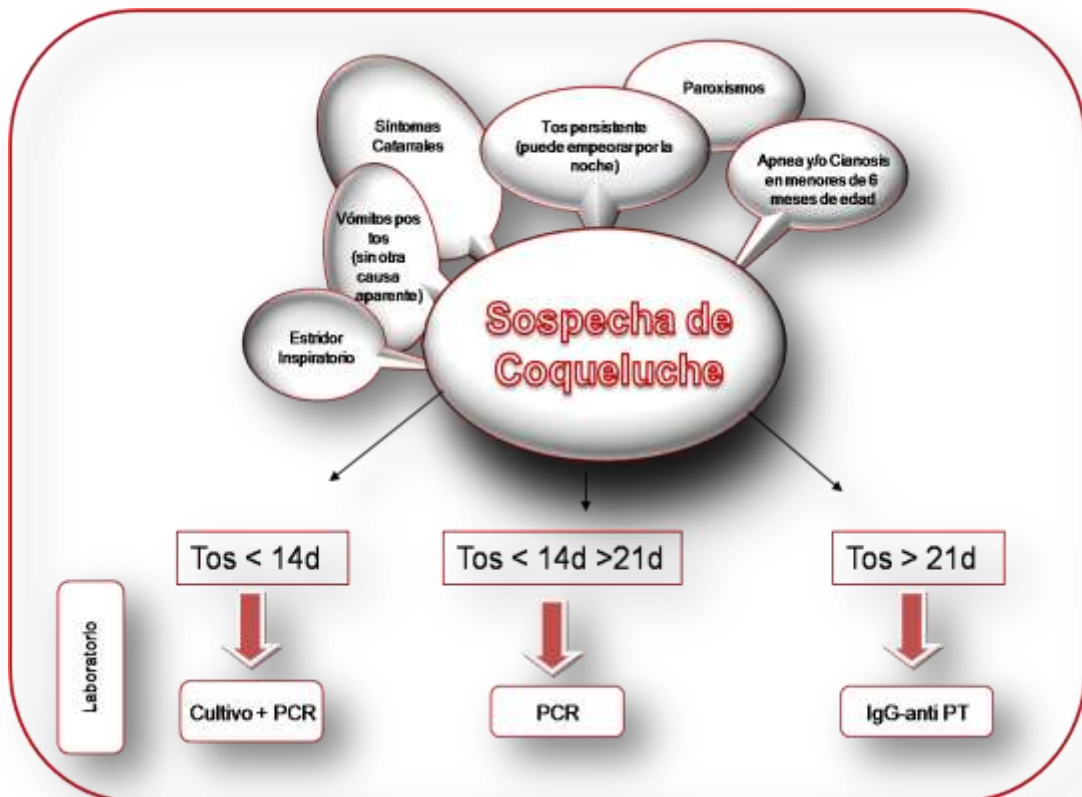 Paroxismos
Síntomas
Catarrales
Tos persistente
(puede empeorar por la
noche)
Apnea y/o Cianosis
en menores de 6
meses de edad
Vómitos pos
tos
(sin otra
causa
aparente)
Estridor
Inspiratorio
Sospecha de
Coqueluche
Tos < 14d
Tos < 14d >21d
Tos > 21d
Laboratorio
Cultivo + PCR
PCR
IgG-anti PT